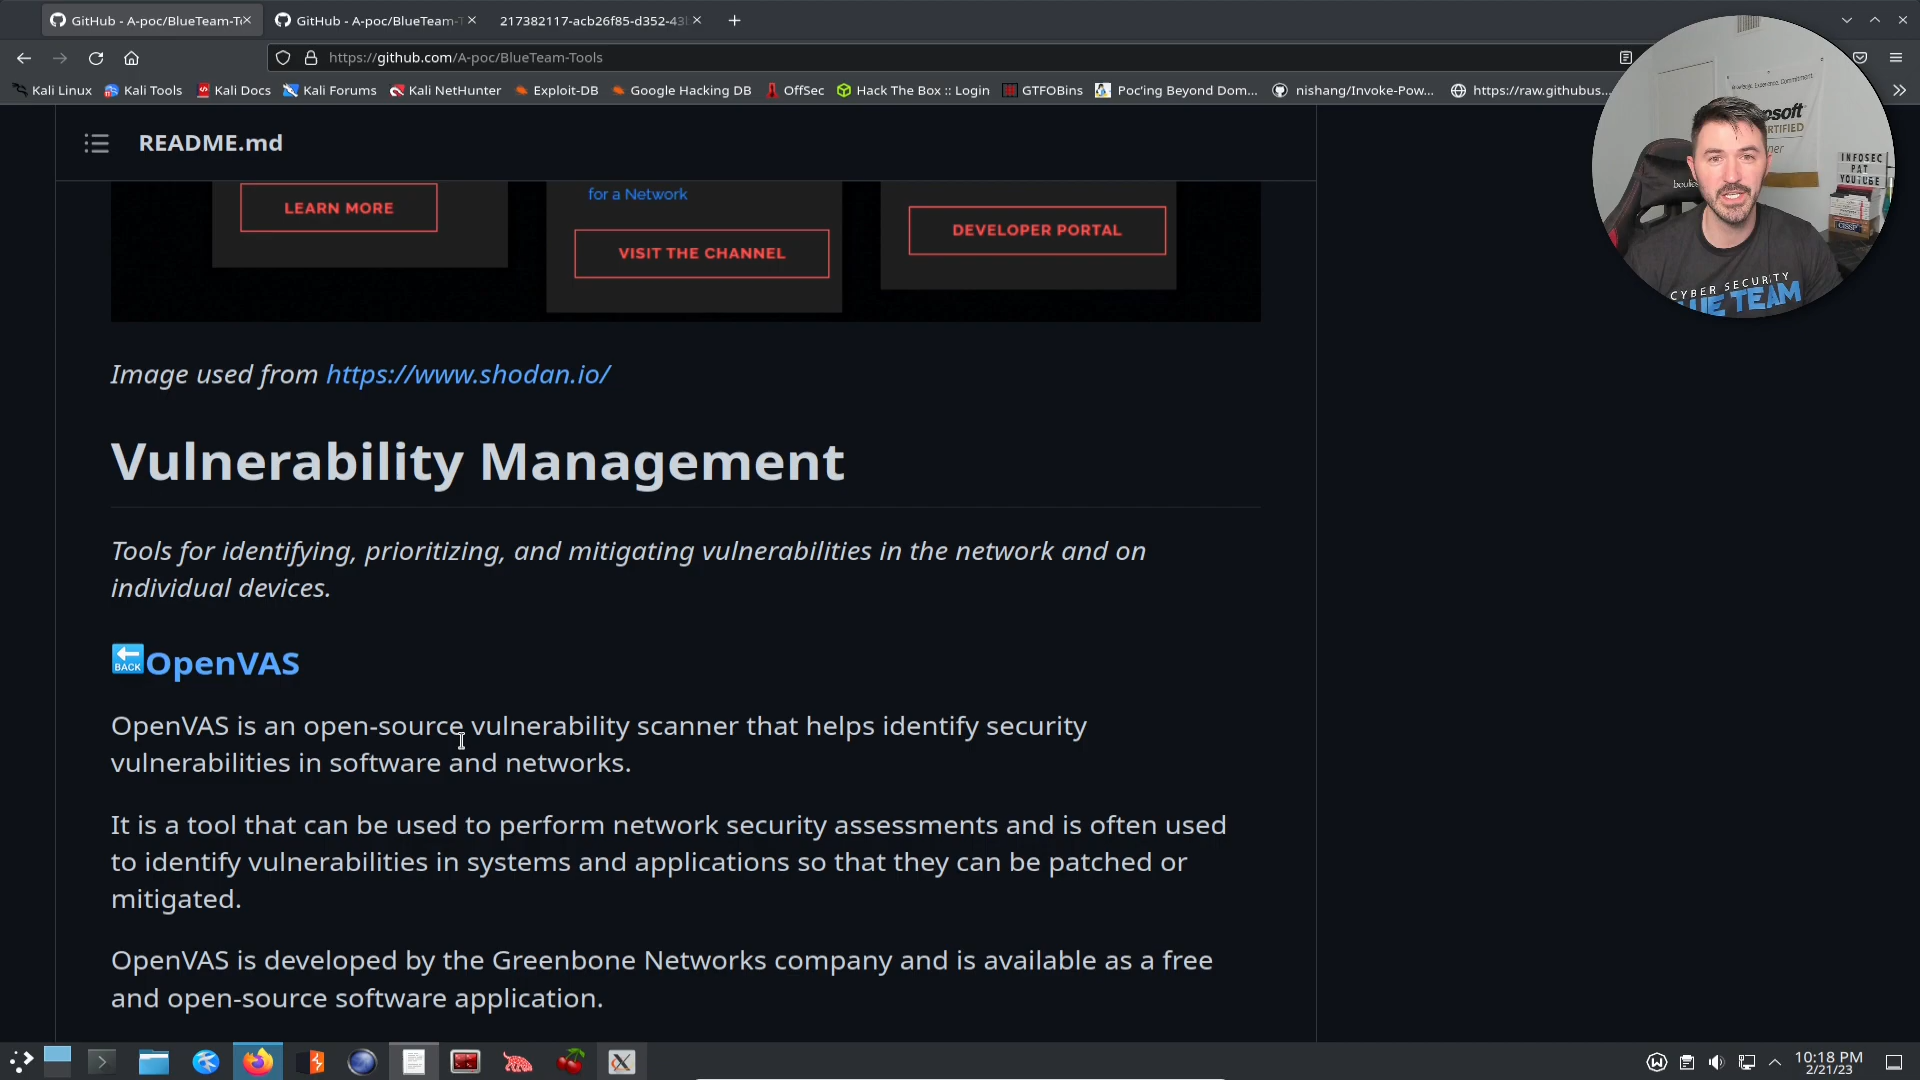 GitHub - A-poc/BlueTeam-T
GitHub - A-poc/BlueTeam-T
217382117-acb26f85-d352-43
https://github.com/A-poc/BlueTeam-Tools
Kali Linux
Kali Tools
Kali Docs
Kali Forums
Kali NetHunter
Exploit-DB
Google Hacking DB
OffSec
Hack The Box :: Login
GTFOBins
Poc'ing Beyond Dom...
nishang/Invoke-Pow...
https://raw.githubus...
README.md
LEARN MORE
for a Network
VISIT THE CHANNEL
DEVELOPER PORTAL
Image used from https://www.shodan.io/
Vulnerability Management
Tools for identifying, prioritizing, and mitigating vulnerabilities in the network and on
individual devices.
BACK
OpenVAS
OpenVAS is an open-source vulnerability scanner that helps identify security
vulnerabilities in software and networks.
It is a tool that can be used to perform network security assessments and is often used
to identify vulnerabilities in systems and applications so that they can be patched or
mitigated.
OpenVAS is developed by the Greenbone Networks company and is available as a free
and open-source software application.
INFOSEC
PAT
YOUTUBE
CISSP
CYBER SECURITY
UE TEAM
10:18 PM
2/21/23